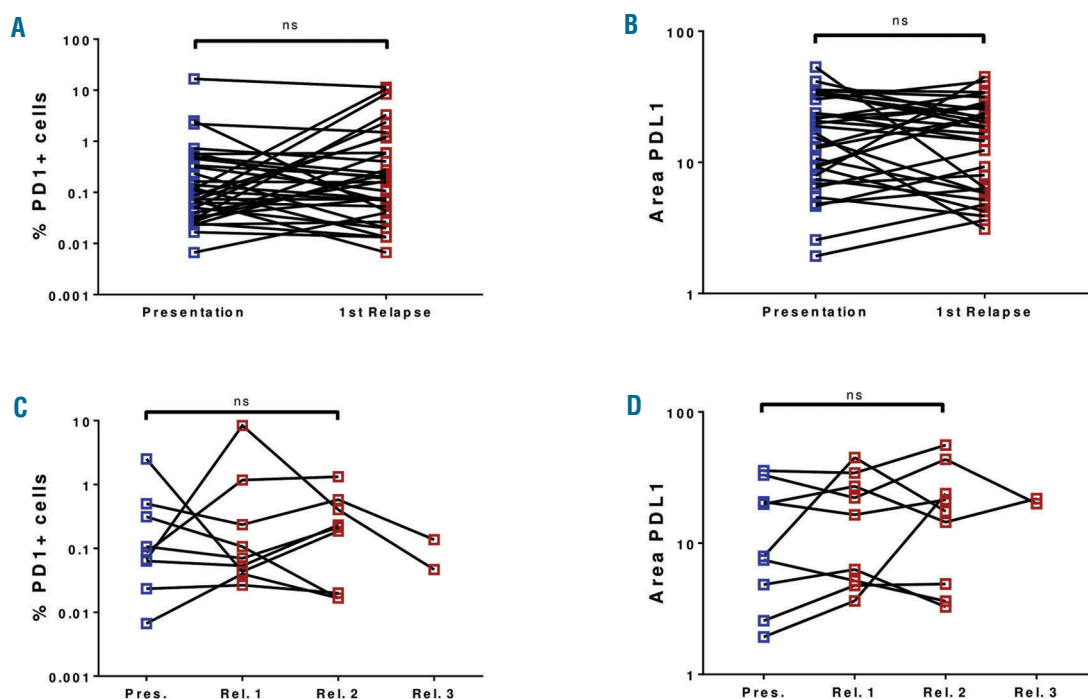 A
ns
% PD1+ cells
100
10
1
0.1
0.01
0.001
Presentation 1st Relapse
B
ns
Area PDL1
100
10
1
Presentation 1st Relapse
C
ns
% PD1+ cells
10
1
0.1
0.01
0.001
Pres. Rel. 1 Rel. 2 Rel. 3
D
ns
Area PDL1
100
10
1
Pres. Rel. 1 Rel. 2 Rel. 3